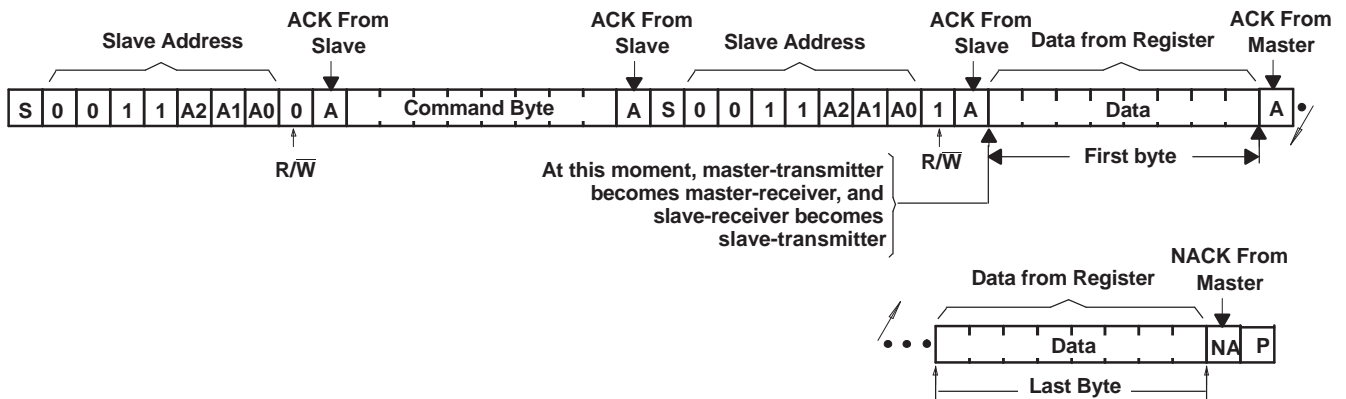 Slave Address
ACK From
Slave
ACK From
Slave
Slave Address
ACK From
Slave
Data from Register
ACK From
Master
S 0 0 1 1 A2 A1 A0 0 A Command Byte A S 0 0 1 1 A2 A1 A0 1 A Data A
R/W̅
R/W̅
First byte
At this moment, master-transmitter
becomes master-receiver, and
slave-receiver becomes
slave-transmitter
Data from Register
NACK From
Master
Data NA P
Last Byte